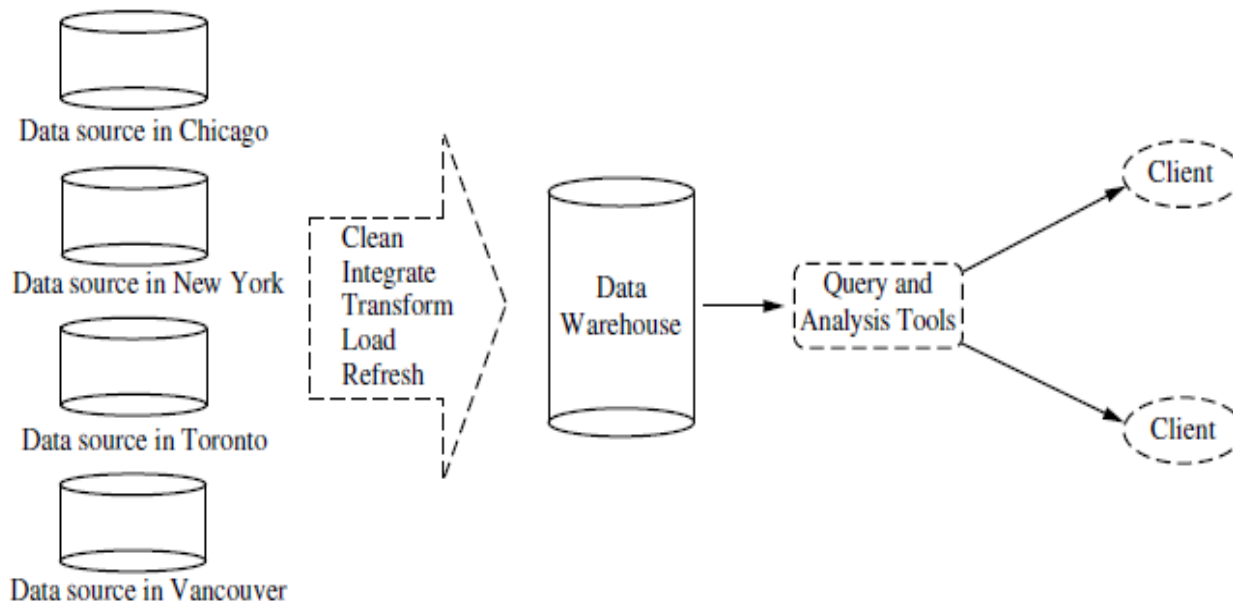 Data source in Chicago
Data source in New York
Data source in Toronto
Data source in Vancouver
Clean
Integrate
Transform
Load
Refresh
Data
Warehouse
Query and
Analysis Tools
Client
Client